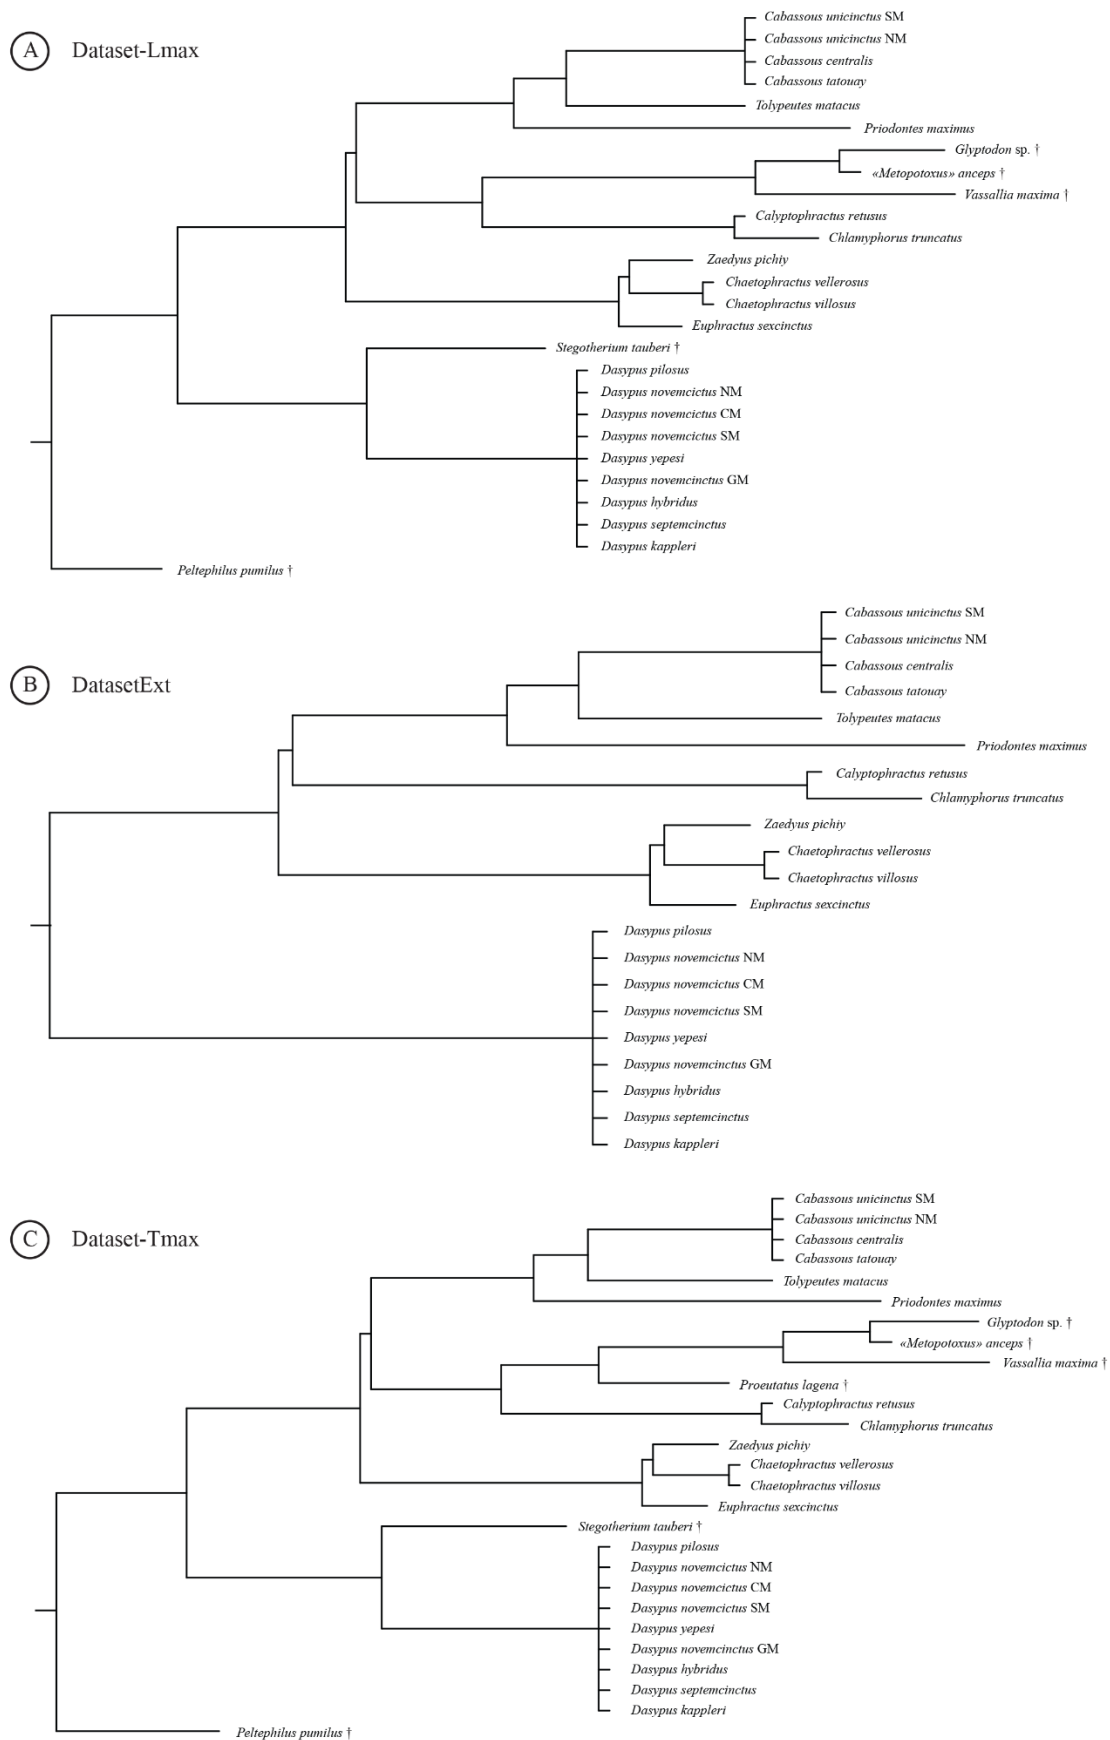 A Dataset-Lmax
Cabassous unicinctus SM
Cabassous unicinctus NM
Cabassous centralis
Cabassous tatouay
Tolypeutes matacus
Priodontes maximus
Glyptodon sp. †
«Metopotoxus» anceps †
Vassallia maxima †
Calyptophractus retusus
Chlamyphorus truncatus
Zaedyus pichiy
Chaetophractus vellerosus
Chaetophractus villosus
Euphractus sexcinctus
Stegotherium tauberi †
Dasypus pilosus
Dasypus novemcictus NM
Dasypus novemcictus CM
Dasypus novemcictus SM
Dasypus yepesi
Dasypus novemcinctus GM
Dasypus hybridus
Dasypus septemcinctus
Dasypus kappleri
Peltephilus pumilus †
B DatasetExt
Cabassous unicinctus SM
Cabassous unicinctus NM
Cabassous centralis
Cabassous tatouay
Tolypeutes matacus
Priodontes maximus
Calyptophractus retusus
Chlamyphorus truncatus
Zaedyus pichiy
Chaetophractus vellerosus
Chaetophractus villosus
Euphractus sexcinctus
Dasypus pilosus
Dasypus novemcictus NM
Dasypus novemcictus CM
Dasypus novemcictus SM
Dasypus yepesi
Dasypus novemcinctus GM
Dasypus hybridus
Dasypus septemcinctus
Dasypus kappleri
C Dataset-Tmax
Cabassous unicinctus SM
Cabassous unicinctus NM
Cabassous centralis
Cabassous tatouay
Tolypeutes matacus
Priodontes maximus
Glyptodon sp. †
«Metopotoxus» anceps †
Vassallia maxima †
Proeutatus lagena †
Calyptophractus retusus
Chlamyphorus truncatus
Zaedyus pichiy
Chaetophractus vellerosus
Chaetophractus villosus
Euphractus sexcinctus
Stegotherium tauberi †
Dasypus pilosus
Dasypus novemcictus NM
Dasypus novemcictus CM
Dasypus novemcictus SM
Dasypus yepesi
Dasypus novemcinctus GM
Dasypus hybridus
Dasypus septemcinctus
Dasypus kappleri
Peltephilus pumilus †